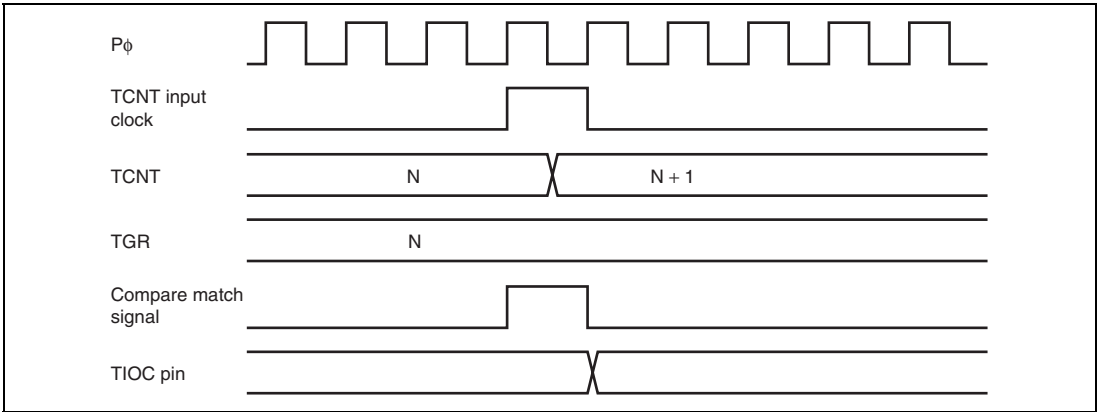 Pϕ
TCNT input
clock
TCNT
N
N + 1
TGR
N
Compare match
signal
TIOC pin